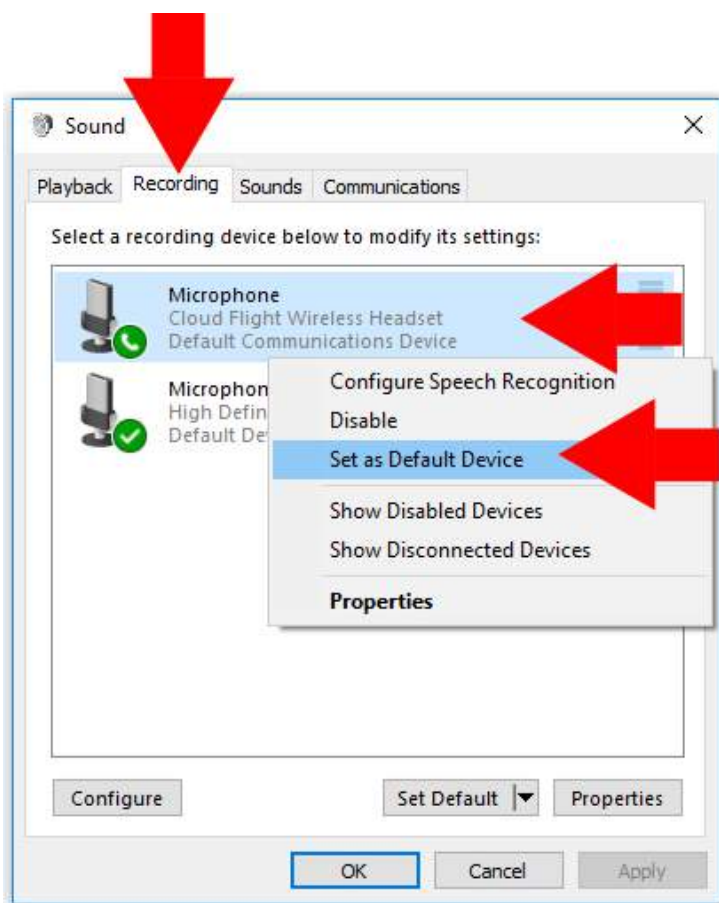 Sound
Playback Recording Sounds Communications
Select a recording device below to modify its settings:
Microphone
Cloud Flight Wireless Headset
Default Communications Device
Microphon
High Defin
Default De
Configure Speech Recognition
Disable
Set as Default Device
Show Disabled Devices
Show Disconnected Devices
Properties
Configure Set Default Properties
OK Cancel Apply